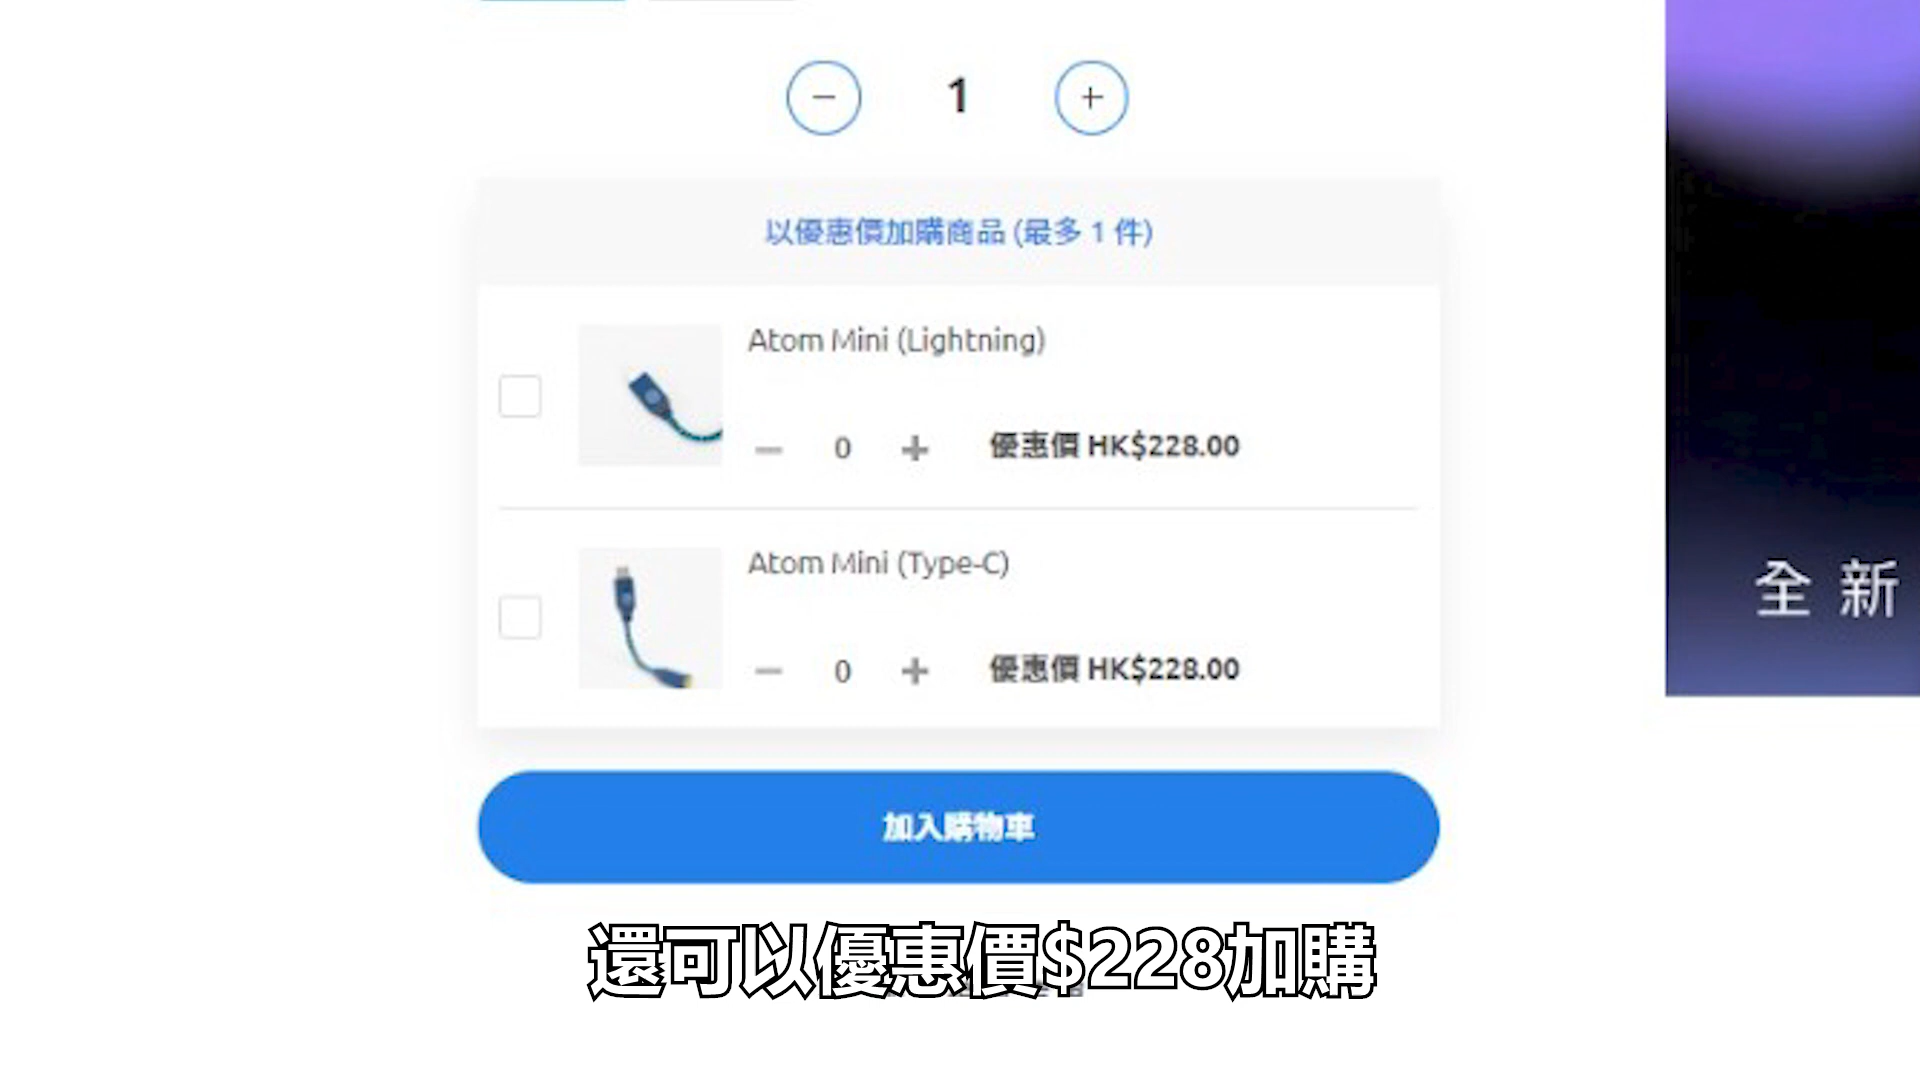 1
以優惠價加購商品 (最多 1 件)
Atom Mini (Lightning)
0
優惠價 HK$228.00
Atom Mini (Type-C)
0
優惠價 HK$228.00
全新
加入購物車
還可以優惠價$228加購